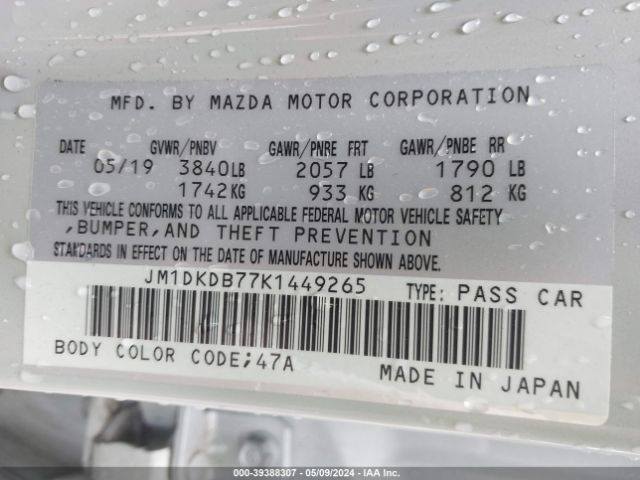 MFD. BY MAZDA MOTOR CORPORATION
DATE GVWR/PNBV GAWR/PNRE FRT GAWR/PNBE RR
05/19 3840LB 2057 LB 1790 LB
1742KG 933 KG 812 KG
THIS VEHICLE CONFORMS TO ALL APPLICABLE FEDERAL MOTOR VEHICLE SAFETY
,BUMPER,AND THEFT PREVENTION
STANDARDS IN EFFECT ON THE DATE OF MANUFACTURE SHOWN ABOVE.
JM1DKDB77K1449265 TYPE: PASS CAR
BODY COLOR CODE;47A MADE IN JAPAN
000-39388307 - 05/09/2024 - IAA Inc.